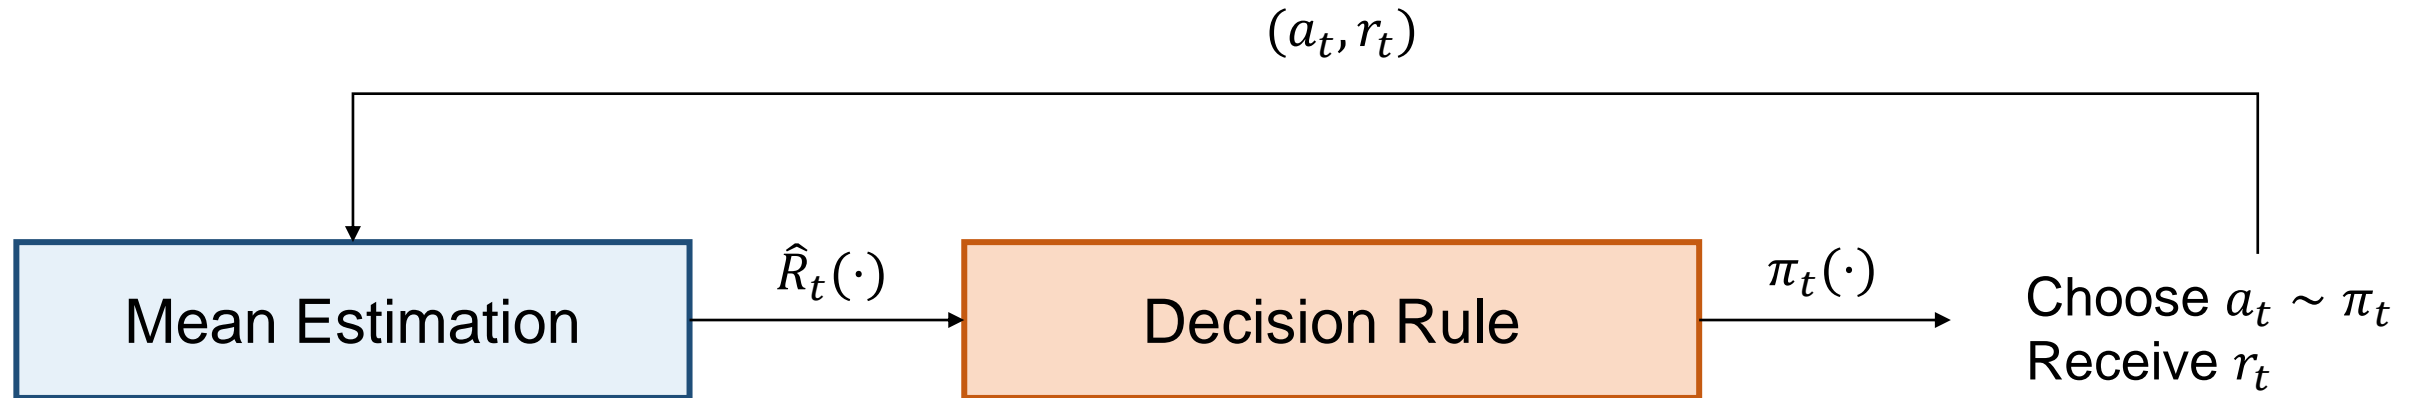 (a_t, r_t)
Mean Estimation
R̂_t(·)
Decision Rule
π_t(·)
Choose a_t ~ π_t
Receive r_t